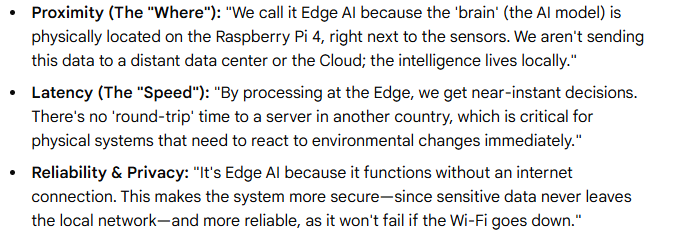 • Proximity (The "Where"): "We call it Edge AI because the 'brain' (the AI model) is
physically located on the Raspberry Pi 4, right next to the sensors. We aren't sending
this data to a distant data center or the Cloud; the intelligence lives locally."
• Latency (The "Speed"): "By processing at the Edge, we get near-instant decisions.
There's no 'round-trip' time to a server in another country, which is critical for
physical systems that need to react to environmental changes immediately."
• Reliability & Privacy: "It's Edge AI because it functions without an internet
connection. This makes the system more secure—since sensitive data never leaves
the local network—and more reliable, as it won't fail if the Wi-Fi goes down."